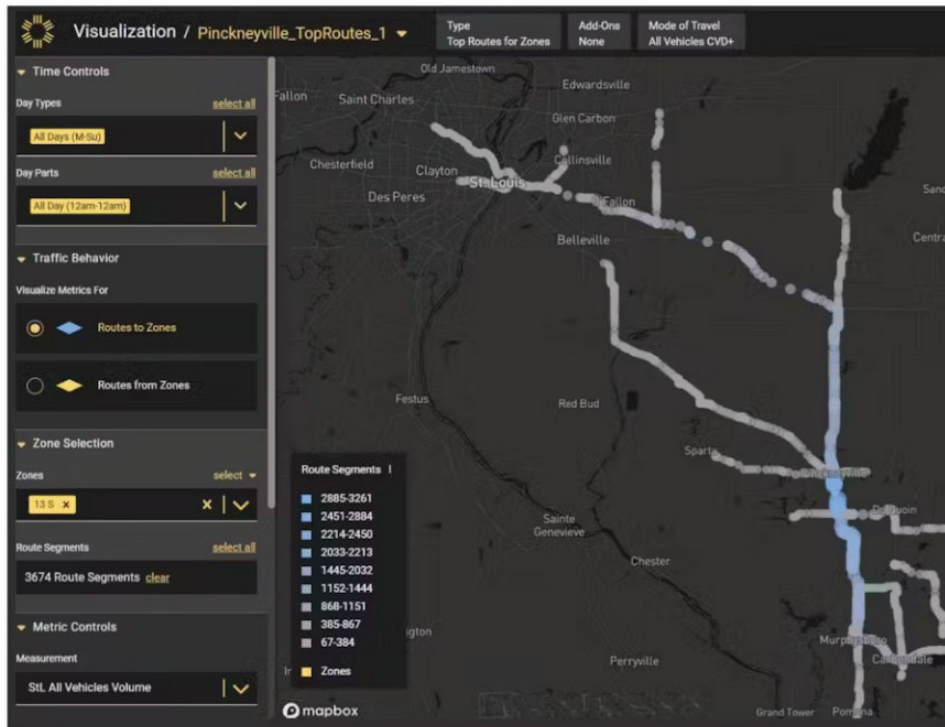 Visualization / Pinckneyville_TopRoutes_1
Type
Top Routes for Zones
Add-Ons
None
Mode of Travel
All Vehicles CVD+
Time Controls
Day Types
select all
All Days (M-Su)
Day Parts
select all
All Day (12am-12am)
Traffic Behavior
Visualize Metrics For
Routes to Zones
Routes from Zones
Zone Selection
Zones
select
13 S x
X
Route Segments
select all
3674 Route Segments clear
Metric Controls
Measurement
StL All Vehicles Volume
Old Jamestown
Edwardsville
Fallon
Saint Charles
Glen Carbon
Chesterfield
Clayton
Collinsville
St. Louis
Des Peres
Fallon
Belleville
Centra
Festus
Red Bud
Sparta
Sainte
Genevieve
Chester
Murphysboro
Perryville
Grand Tower
Pomona
Route Segments
2885-3261
2451-2884
2214-2450
2033-2213
1445-2032
1152-1444
868-1151
385-867
67-384
Zones
ngton
mapbox